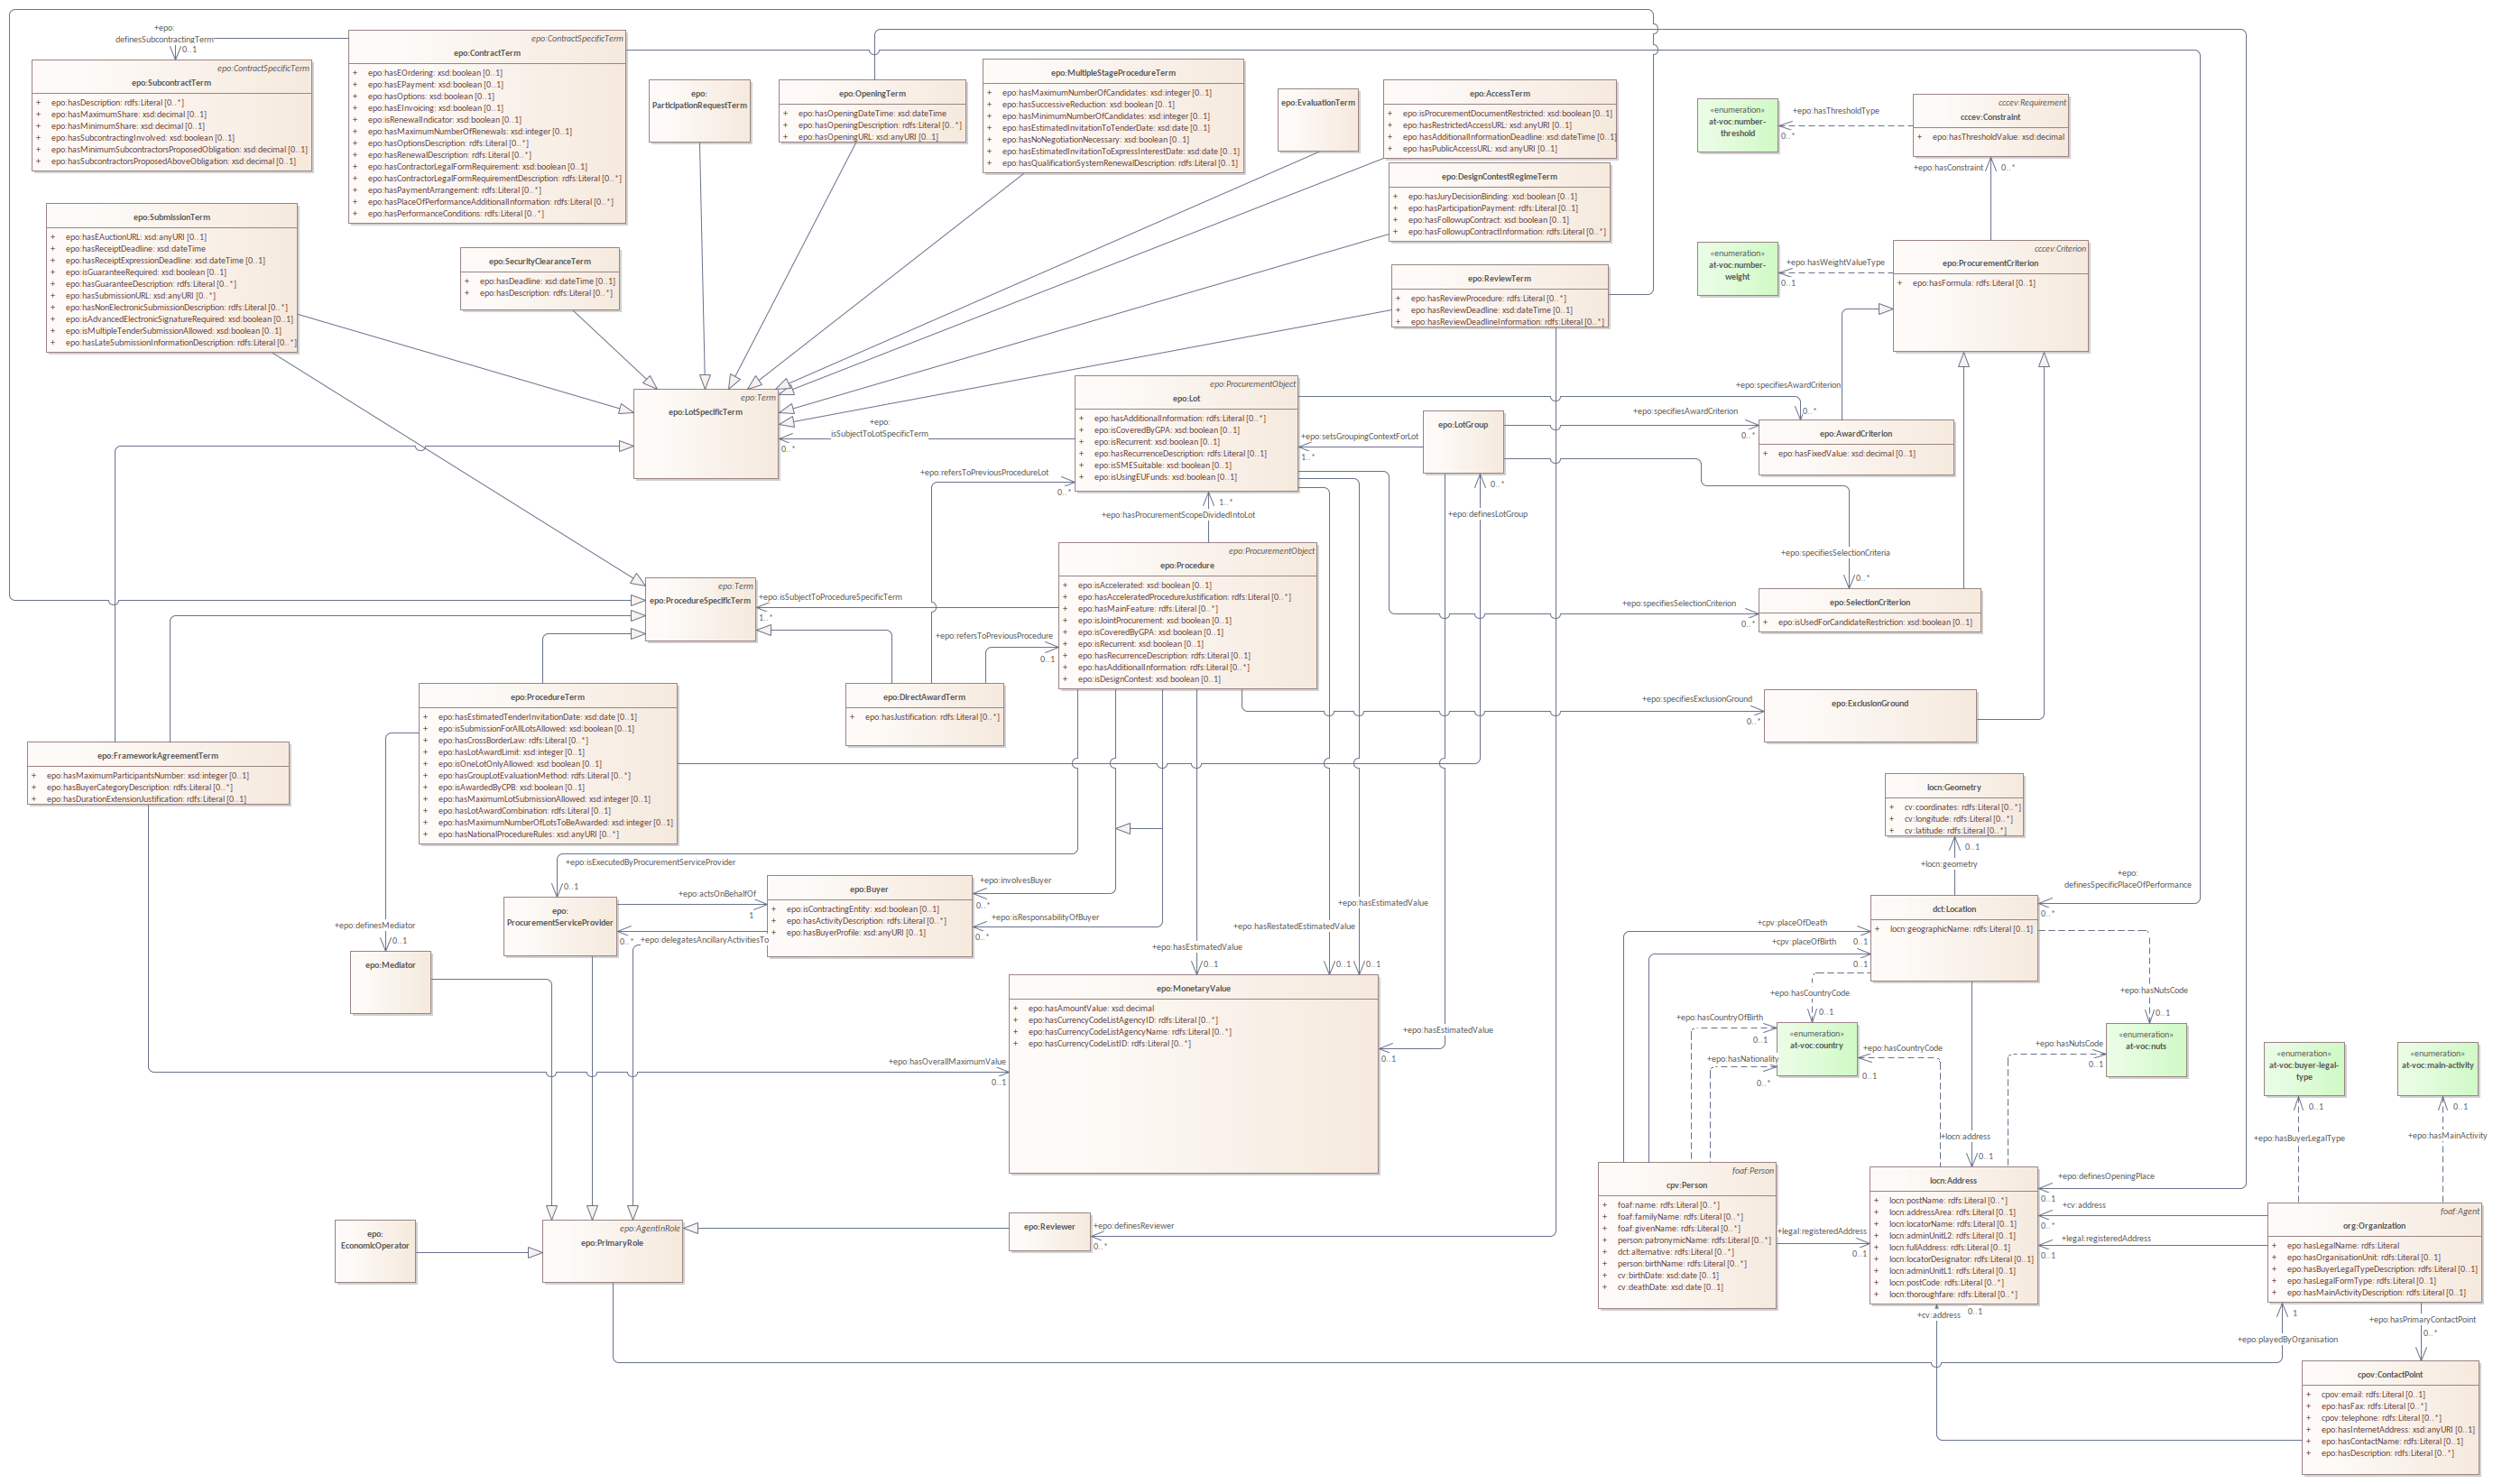 +epo:
definesSubcontractingTerm
0..1
epo:ContractSpecificTerm
epo:SubcontractTerm
+ epo:hasDescription: rdfs:Literal [0..*]
+ epo:hasMaximumShare: xsd:decimal [0..1]
+ epo:hasMinimumShare: xsd:decimal [0..1]
+ epo:hasSubcontractingInvolved: xsd:boolean [0..1]
+ epo:hasMinimumSubcontractorsProposedObligation: xsd:decimal [0..1]
+ epo:hasSubcontractorsProposedAboveObligation: xsd:decimal [0..1]
epo:ContractSpecificTerm
epo:ContractTerm
+ epo:hasEOrdering: xsd:boolean [0..1]
+ epo:hasEPayment: xsd:boolean [0..1]
+ epo:hasOptions: xsd:boolean [0..1]
+ epo:hasEInvoicing: xsd:boolean [0..1]
+ epo:isRenewalIndicator: xsd:boolean [0..1]
+ epo:hasMaximumNumberOfRenewals: xsd:integer [0..1]
+ epo:hasOptionsDescription: rdfs:Literal [0..*]
+ epo:hasRenewalDescription: rdfs:Literal [0..*]
+ epo:hasContractorLegalFormRequirement: xsd:boolean [0..1]
+ epo:hasContractorLegalFormRequirementDescription: rdfs:Literal [0..*]
+ epo:hasPaymentArrangement: rdfs:Literal [0..*]
+ epo:hasPlaceOfPerformanceAdditionalInformation: rdfs:Literal [0..*]
+ epo:hasPerformanceConditions: rdfs:Literal [0..*]
epo:
ParticipationRequestTerm
epo:OpeningTerm
+ epo:hasOpeningDateTime: xsd:dateTime
+ epo:hasOpeningDescription: rdfs:Literal [0..*]
+ epo:hasOpeningURL: xsd:anyURI [0..1]
epo:MultipleStageProcedureTerm
+ epo:hasMaximumNumberOfCandidates: xsd:integer [0..1]
+ epo:hasSuccessiveReduction: xsd:boolean [0..1]
+ epo:hasMinimumNumberOfCandidates: xsd:integer [0..1]
+ epo:hasEstimatedInvitationToTenderDate: xsd:date [0..1]
+ epo:hasNoNegotiationNecessary: xsd:boolean [0..1]
+ epo:hasEstimatedInvitationToExpressInterestDate: xsd:date [0..1]
+ epo:hasQualificationSystemRenewalDescription: rdfs:Literal [0..1]
epo:EvaluationTerm
epo:AccessTerm
+ epo:isProcurementDocumentRestricted: xsd:boolean [0..1]
+ epo:hasRestrictedAccessURL: xsd:anyURI [0..1]
+ epo:hasAdditionalInformationDeadline: xsd:dateTime [0..1]
+ epo:hasPublicAccessURL: xsd:anyURI [0..1]
epo:DesignContestRegimeTerm
+ epo:hasJuryDecisionBinding: xsd:boolean [0..1]
+ epo:hasParticipationPayment: rdfs:Literal [0..1]
+ epo:hasFollowupContract: xsd:boolean [0..1]
+ epo:hasFollowupContractInformation: rdfs:Literal [0..*]
epo:ReviewTerm
+ epo:hasReviewProcedure: rdfs:Literal [0..*]
+ epo:hasReviewDeadline: xsd:dateTime [0..1]
+ epo:hasReviewDeadlineInformation: rdfs:Literal [0..*]
«enumeration»
at-voc:number-
threshold
+epo:hasThresholdType
0..*
cccev:Requirement
cccev:Constraint
+ epo:hasThresholdValue: xsd:decimal
+epo:hasConstraint
0..*
«enumeration»
at-voc:number-
weight
+epo:hasWeightValueType
0..1
cccev:Criterion
epo:ProcurementCriterion
+ epo:hasFormula: rdfs:Literal [0..1]
epo:SubmissionTerm
+ epo:hasEAuctionURL: xsd:anyURI [0..1]
+ epo:hasReceiptDeadline: xsd:dateTime
+ epo:hasReceiptExpressionDeadline: xsd:dateTime [0..1]
+ epo:isGuaranteeRequired: xsd:boolean [0..1]
+ epo:hasGuaranteeDescription: rdfs:Literal [0..*]
+ epo:hasSubmissionURL: xsd:anyURI [0..*]
+ epo:hasNonElectronicSubmissionDescription: rdfs:Literal [0..*]
+ epo:isAdvancedElectronicSignatureRequired: xsd:boolean [0..1]
+ epo:isMultipleTenderSubmissionAllowed: xsd:boolean [0..1]
+ epo:hasLateSubmissionInformationDescription: rdfs:Literal [0..*]
epo:SecurityClearanceTerm
+ epo:hasDeadline: xsd:dateTime [0..1]
+ epo:hasDescription: rdfs:Literal [0..*]
epo:Term
epo:LotSpecificTerm
+epo:
isSubjectToLotSpecificTerm
0..*
epo:ProcurementObject
epo:Lot
+ epo:hasAdditionalInformation: rdfs:Literal [0..*]
+ epo:isCoveredByGPA: xsd:boolean [0..1]
+ epo:isRecurrent: xsd:boolean [0..1]
+ epo:hasRecurrenceDescription: rdfs:Literal [0..1]
+ epo:isSMESuitable: xsd:boolean [0..1]
+ epo:isUsingEUFunds: xsd:boolean [0..1]
+epo:setsGroupingContextForLot
1..*
epo:LotGroup
+epo:specifiesAwardCriterion
0..*
+epo:specifiesAwardCriterion
0..*
epo:AwardCriterion
+ epo:hasFixedValue: xsd:decimal [0..1]
+epo:refersToPreviousProcedureLot
0..*
+epo:hasProcurementScopeDividedIntoLot
1..*
0..*
+epo:definesLotGroup
+epo:specifiesSelectionCriteria
0..*
epo:ProcurementObject
epo:Procedure
+ epo:isAccelerated: xsd:boolean [0..1]
+ epo:hasAcceleratedProcedureJustification: rdfs:Literal [0..*]
+ epo:hasMainFeature: rdfs:Literal [0..*]
+ epo:isJointProcurement: xsd:boolean [0..1]
+ epo:isCoveredByGPA: xsd:boolean [0..1]
+ epo:isRecurrent: xsd:boolean [0..1]
+ epo:hasRecurrenceDescription: rdfs:Literal [0..1]
+ epo:hasAdditionalInformation: rdfs:Literal [0..*]
+ epo:isDesignContest: xsd:boolean [0..1]
epo:Term
epo:ProcedureSpecificTerm
+epo:isSubjectToProcedureSpecificTerm
1..*
+epo:refersToPreviousProcedure
0..1
+epo:specifiesSelectionCriterion
0..*
epo:SelectionCriterion
+ epo:isUsedForCandidateRestriction: xsd:boolean [0..1]
epo:ProcedureTerm
+ epo:hasEstimatedTenderInvitationDate: xsd:date [0..1]
+ epo:isSubmissionForAllLotsAllowed: xsd:boolean [0..1]
+ epo:hasCrossBorderLaw: rdfs:Literal [0..*]
+ epo:hasLotAwardLimit: xsd:integer [0..1]
+ epo:isOneLotOnlyAllowed: xsd:boolean [0..1]
+ epo:hasGroupLotEvaluationMethod: rdfs:Literal [0..*]
+ epo:isAwardedByCPB: xsd:boolean [0..1]
+ epo:hasMaximumLotSubmissionAllowed: xsd:integer [0..1]
+ epo:hasLotAwardCombination: rdfs:Literal [0..1]
+ epo:hasMaximumNumberOfLotsToBeAwarded: xsd:integer [0..1]
+ epo:hasNationalProcedureRules: xsd:anyURI [0..*]
epo:DirectAwardTerm
+ epo:hasJustification: rdfs:Literal [0..*]
+epo:specifiesExclusionGround
0..*
epo:ExclusionGround
epo:FrameworkAgreementTerm
+ epo:hasMaximumParticipantsNumber: xsd:integer [0..1]
+ epo:hasBuyerCategoryDescription: rdfs:Literal [0..*]
+ epo:hasDurationExtensionJustification: rdfs:Literal [0..1]
locn:Geometry
+ cv:coordinates: rdfs:Literal [0..*]
+ cv:longitude: rdfs:Literal [0..*]
+ cv:latitude: rdfs:Literal [0..*]
0..1
+locn:geometry
+epo:isExecutedByProcurementServiceProvider
0..1
epo:
ProcurementServiceProvider
+epo:actsOnBehalfOf
1
0..*
+epo:delegatesAncillaryActivitiesTo
epo:Buyer
+ epo:isContractingEntity: xsd:boolean [0..1]
+ epo:hasActivityDescription: rdfs:Literal [0..*]
+ epo:hasBuyerProfile: xsd:anyURI [0..1]
+epo:involvesBuyer
0..*
+epo:isResponsabilityOfBuyer
0..*
+epo:hasEstimatedValue
0..1
+epo:hasRestatedEstimatedValue
0..1
+epo:hasEstimatedValue
0..1
+epo:definesMediator
0..1
epo:Mediator
+epo:
definesSpecificPlaceOfPerformance
0..*
dct:Location
+ locn:geographicName: rdfs:Literal [0..1]
+cpv:placeOfDeath
0..1
+cpv:placeOfBirth
0..1
+epo:hasCountryCode
0..1
+epo:hasNutsCode
0..1
epo:MonetaryValue
+ epo:hasAmountValue: xsd:decimal
+ epo:hasCurrencyCodeListAgencyID: rdfs:Literal [0..*]
+ epo:hasCurrencyCodeListAgencyName: rdfs:Literal [0..*]
+ epo:hasCurrencyCodeListID: rdfs:Literal [0..*]
+epo:hasEstimatedValue
0..1
+epo:hasOverallMaximumValue
0..1
+epo:hasCountryOfBirth
0..1
+epo:hasNationality
0..*
«enumeration»
at-voc:country
+epo:hasCountryCode
0..1
+epo:hasNutsCode
0..1
«enumeration»
at-voc:nuts
«enumeration»
at-voc:buyer-legal-
type
0..1
+epo:hasBuyerLegalType
«enumeration»
at-voc:main-activity
0..1
+epo:hasMainActivity
+locn:address
0..1
foaf:Person
cpv:Person
+ foaf:name: rdfs:Literal [0..*]
+ foaf:familyName: rdfs:Literal [0..*]
+ foaf:givenName: rdfs:Literal [0..*]
+ person:patronymicName: rdfs:Literal [0..*]
+ dct:alternative: rdfs:Literal [0..*]
+ person:birthName: rdfs:Literal [0..*]
+ cv:birthDate: xsd:date [0..1]
+ cv:deathDate: xsd:date [0..1]
+legal:registeredAddress
0..1
locn:Address
+ locn:postName: rdfs:Literal [0..*]
+ locn:addressArea: rdfs:Literal [0..1]
+ locn:locatorName: rdfs:Literal [0..1]
+ locn:adminUnitL2: rdfs:Literal [0..1]
+ locn:fullAddress: rdfs:Literal [0..1]
+ locn:locatorDesignator: rdfs:Literal [0..1]
+ locn:adminUnitL1: rdfs:Literal [0..1]
+ locn:postCode: rdfs:Literal [0..*]
+ locn:thoroughfare: rdfs:Literal [0..*]
+epo:definesOpeningPlace
0..1
+cv:address
0..*
+legal:registeredAddress
0..1
foaf:Agent
org:Organization
+ epo:hasLegalName: rdfs:Literal
+ epo:hasOrganisationUnit: rdfs:Literal [0..1]
+ epo:hasBuyerLegalTypeDescription: rdfs:Literal [0..1]
+ epo:hasLegalFormType: rdfs:Literal [0..1]
+ epo:hasMainActivityDescription: rdfs:Literal [0..1]
epo:
EconomicOperator
epo:AgentInRole
epo:PrimaryRole
epo:Reviewer
+epo:definesReviewer
0..*
+cv:address
0..1
1
+epo:playedByOrganisation
+epo:hasPrimaryContactPoint
0..*
cpov:ContactPoint
+ cpov:email: rdfs:Literal [0..1]
+ epo:hasFax: rdfs:Literal [0..*]
+ cpov:telephone: rdfs:Literal [0..*]
+ epo:hasInternetAddress: xsd:anyURI [0..1]
+ epo:hasContactName: rdfs:Literal [0..1]
+ epo:hasDescription: rdfs:Literal [0..*]